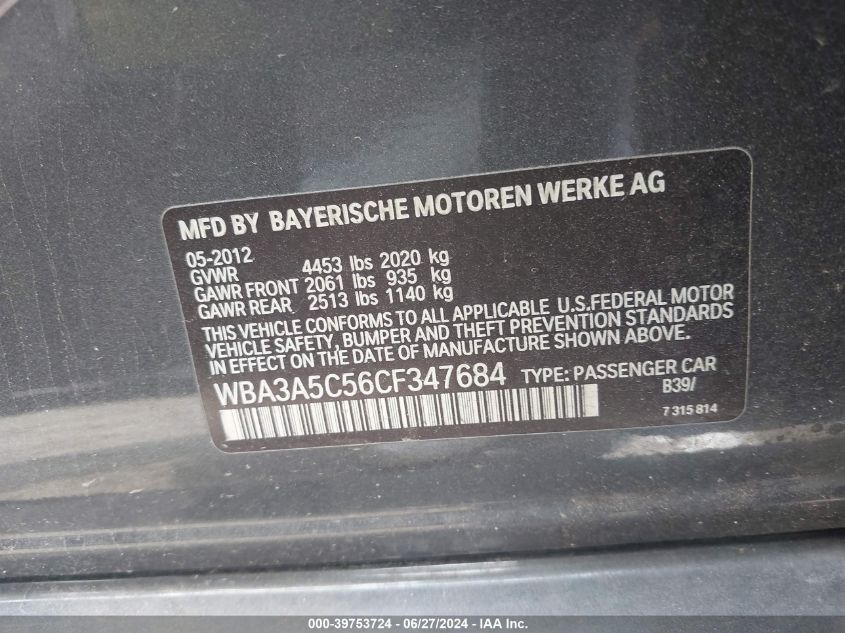 MFD BY BAYERISCHE MOTOREN WERKE AG
05-2012
GVWR 4453 lbs 2020 kg
GAWR FRONT 2061 lbs 935 kg
GAWR REAR 2513 lbs 1140 kg
THIS VEHICLE CONFORMS TO ALL APPLICABLE U.S.FEDERAL MOTOR
VEHICLE SAFETY, BUMPER AND THEFT PREVENTION STANDARDS
IN EFFECT ON THE DATE OF MANUFACTURE SHOWN ABOVE.
WBA3A5C56CF347684 TYPE: PASSENGER CAR
B39/
7 315 814
000-39753724 - 06/27/2024 - IAA Inc.